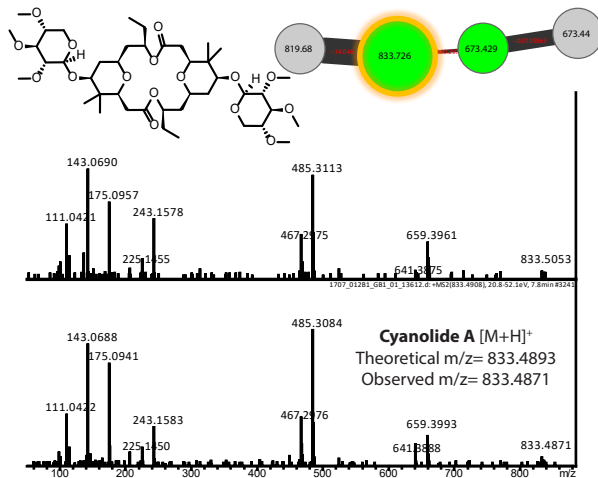 O
O
O
O
H
O
O
O
O
O
O
O
O
O
H
O
O
O
O
819.68
833.726
673.429
673.44
143.0690
175.0957
111.0421
243.1578
225.1455
485.3113
467.2975
659.3961
641.3875
833.5053
1707_012B1_GB1_01_13612.d: +MS2(833.4908), 20.8-52.1eV, 7.8min #3241
143.0688
175.0941
111.0422
243.1583
225.1450
485.3084
467.2976
659.3993
641.3888
833.4871
Cyanolide A [M+H]+
Theoretical m/z= 833.4893
Observed m/z= 833.4871
100 200 300 400 500 600 700 800 m/z